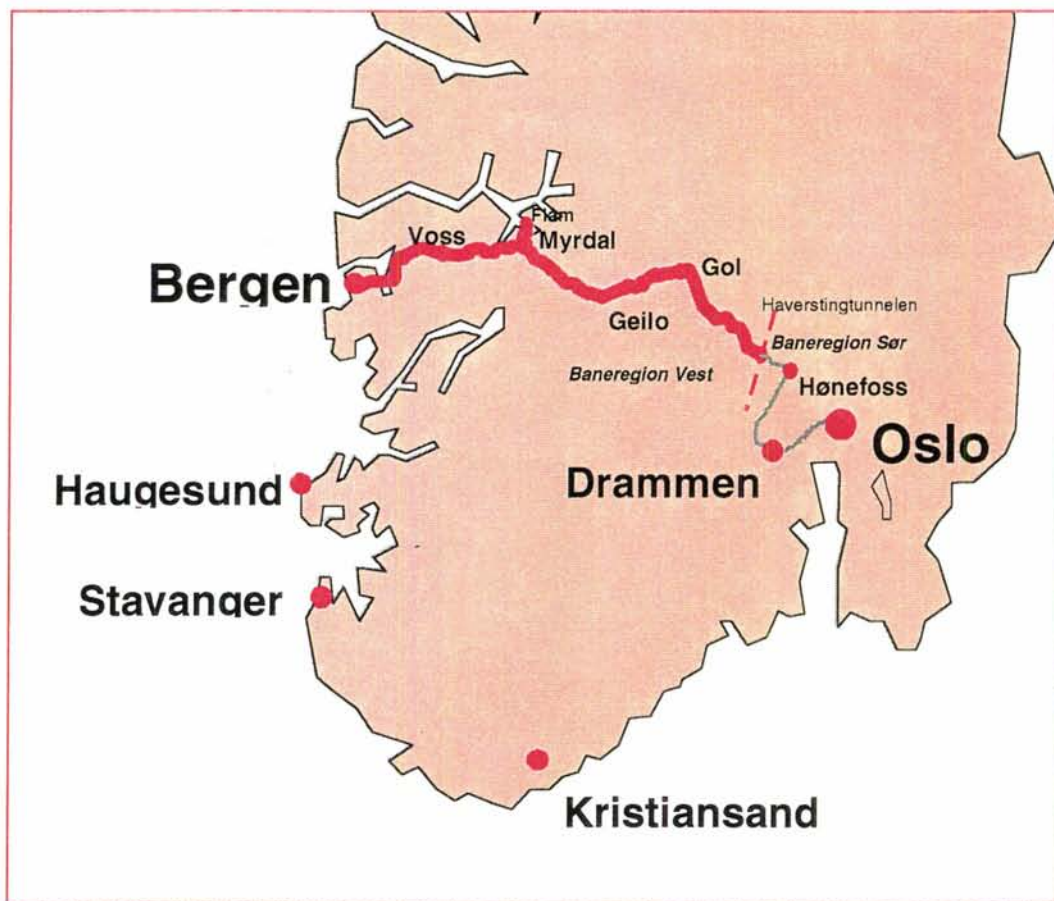 Flåm
Voss
Myrdal
Bergen
Gol
Haverstingtunnelen
Geilo
Baneregion Sør
Baneregion Vest
Hønefoss
Oslo
Drammen
Haugesund
Stavanger
Kristiansand